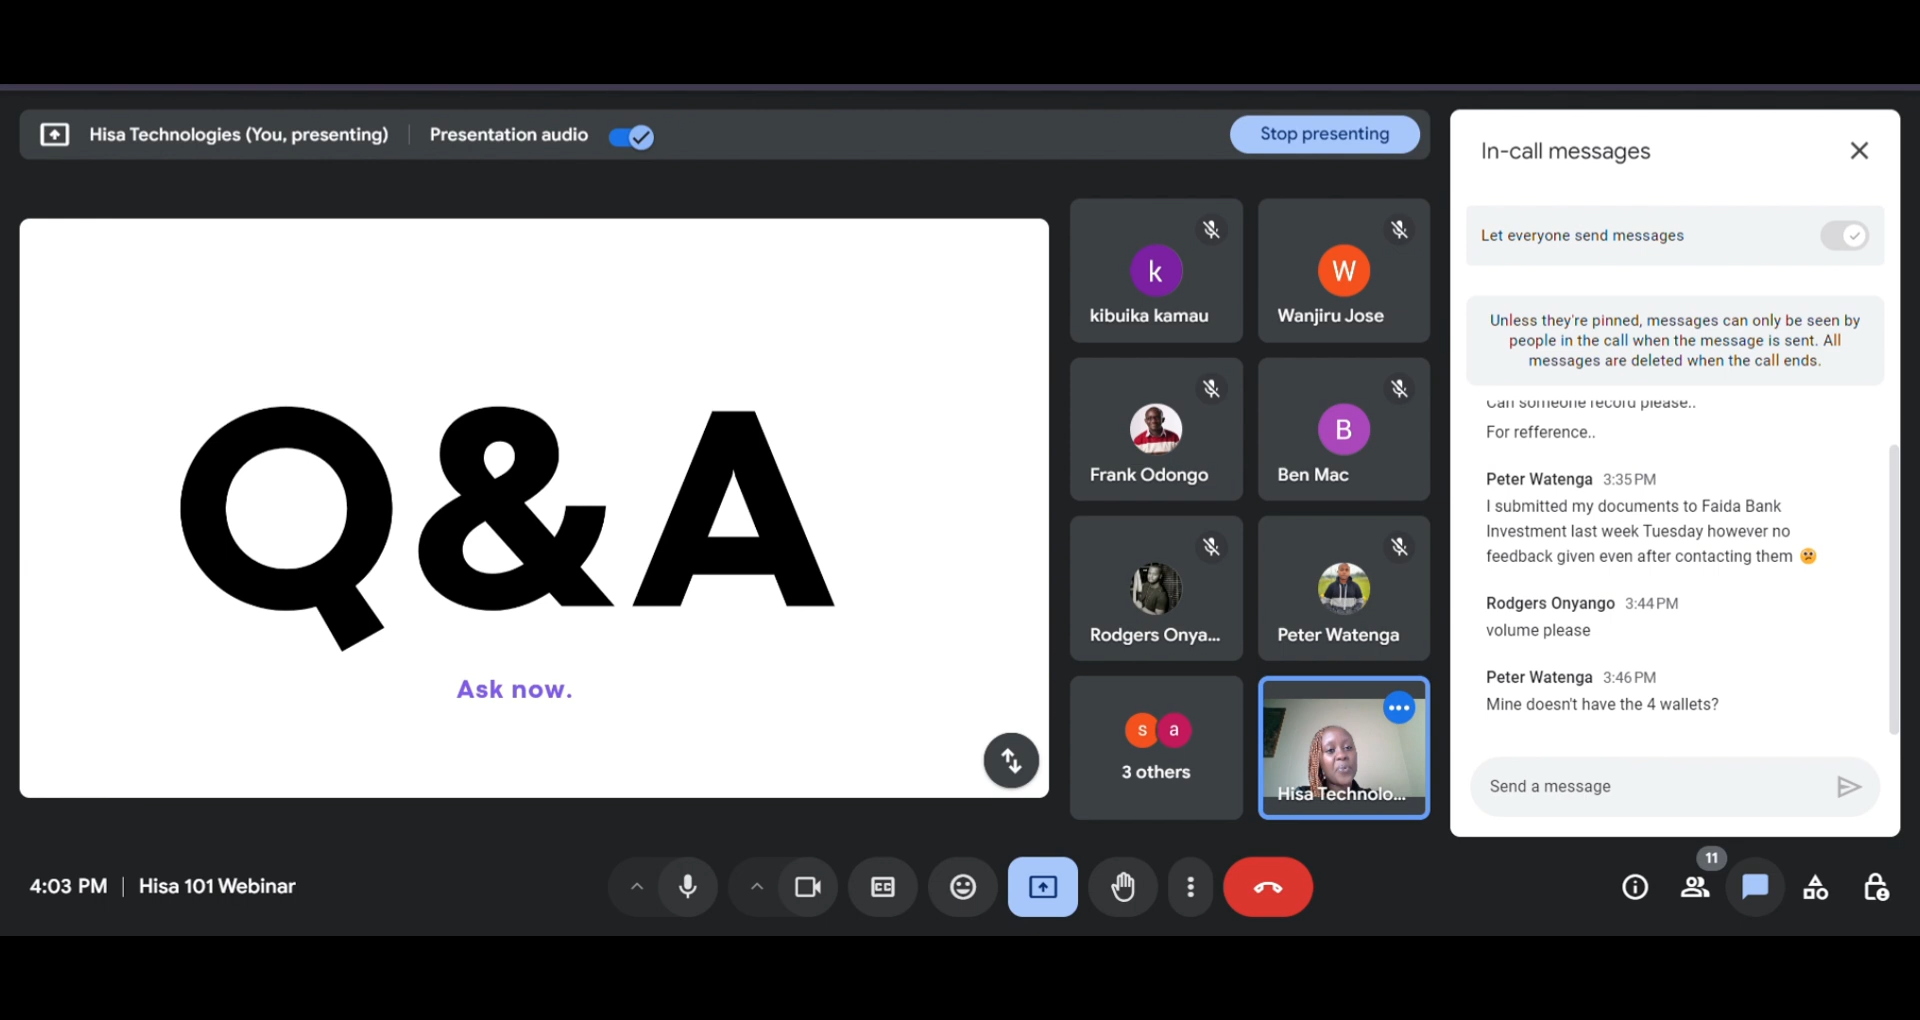 Hisa Technologies (You, presenting)
Presentation audio
Stop presenting
Q&A
Ask now.
k
kibuika kamau
W
Wanjiru Jose
Frank Odongo
B
Ben Mac
Rodgers Onya...
Peter Watenga
s a
3 others
Hisa Technolo...
In-call messages
Let everyone send messages
Unless they're pinned, messages can only be seen by
people in the call when the message is sent. All
messages are deleted when the call ends.
Can someone record please..
For refference..
Peter Watenga 3:35 PM
I submitted my documents to Faida Bank
Investment last week Tuesday however no
feedback given even after contacting them 😕
Rodgers Onyango 3:44 PM
volume please
Peter Watenga 3:46 PM
Mine doesn't have the 4 wallets?
Send a message
4:03 PM | Hisa 101 Webinar
CC
11